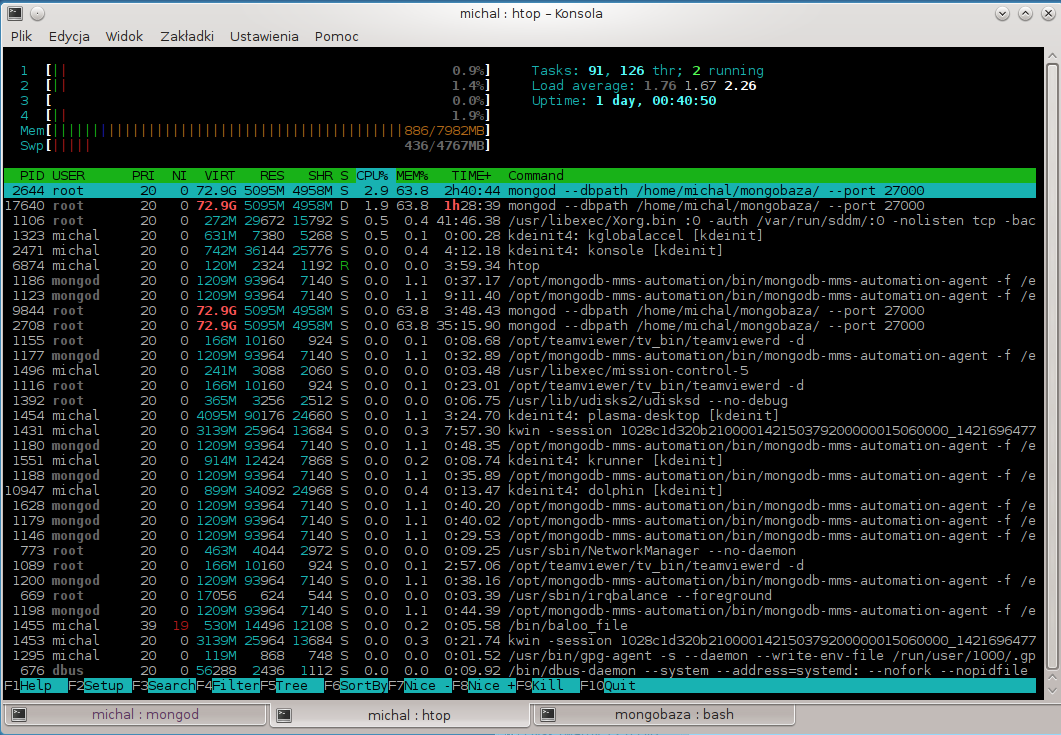 michal : htop – Konsola
Plik Edycja Widok Zakładki Ustawienia Pomoc
1 [|| 0.9%] Tasks: 91, 126 thr; 2 running
2 [|| 1.4%] Load average: 1.76 1.67 2.26
3 [ 0.0%] Uptime: 1 day, 00:40:50
4 [|| 1.9%]
Mem[||||||||||||||||||||||||||||||||||||||||||||886/7982MB]
Swp[||||| 436/4767MB]
PID USER PRI NI VIRT RES SHR S CPU% MEM% TIME+ Command
2644 root 20 0 72.9G 5095M 4958M S 2.9 63.8 2h40:44 mongod --dbpath /home/michal/mongobaza/ --port 27000
17640 root 20 0 72.9G 5095M 4958M D 1.9 63.8 1h28:39 mongod --dbpath /home/michal/mongobaza/ --port 27000
1106 root 20 0 272M 29672 15792 S 0.5 0.4 41:46.38 /usr/libexec/Xorg.bin :0 -auth /var/run/sddm/:0 -nolisten tcp -bac
1323 michal 20 0 631M 7380 5268 S 0.5 0.1 0:00.28 kdeinit4: kglobalaccel [kdeinit]
2471 michal 20 0 742M 36144 25776 S 0.0 0.4 4:12.18 kdeinit4: konsole [kdeinit]
6874 michal 20 0 120M 2324 1192 R 0.0 0.0 3:59.34 htop
1186 mongod 20 0 1209M 93964 7140 S 0.0 1.1 0:37.17 /opt/mongodb-mms-automation/bin/mongodb-mms-automation-agent -f /e
1123 mongod 20 0 1209M 93964 7140 S 0.0 1.1 9:11.40 /opt/mongodb-mms-automation/bin/mongodb-mms-automation-agent -f /e
9844 root 20 0 72.9G 5095M 4958M S 0.0 63.8 3:48.43 mongod --dbpath /home/michal/mongobaza/ --port 27000
2708 root 20 0 72.9G 5095M 4958M S 0.0 63.8 35:15.90 mongod --dbpath /home/michal/mongobaza/ --port 27000
1155 root 20 0 166M 10160 924 S 0.0 0.1 0:08.68 /opt/teamviewer/tv_bin/teamviewerd -d
1177 mongod 20 0 1209M 93964 7140 S 0.0 1.1 0:32.89 /opt/mongodb-mms-automation/bin/mongodb-mms-automation-agent -f /e
1496 michal 20 0 241M 3088 2060 S 0.0 0.0 0:03.48 /usr/libexec/mission-control-5
1116 root 20 0 166M 10160 924 S 0.0 0.1 0:23.01 /opt/teamviewer/tv_bin/teamviewerd -d
1392 root 20 0 365M 3256 2512 S 0.0 0.0 0:06.75 /usr/lib/udisks2/udisksd --no-debug
1454 michal 20 0 4095M 90176 24660 S 0.0 1.1 3:24.70 kdeinit4: plasma-desktop [kdeinit]
1431 michal 20 0 3139M 25964 13684 S 0.0 0.3 7:57.30 kwin -session 1028c1d320b210000142150379200000015060000_1421696477
1180 mongod 20 0 1209M 93964 7140 S 0.0 1.1 0:48.35 /opt/mongodb-mms-automation/bin/mongodb-mms-automation-agent -f /e
1551 michal 20 0 914M 12424 7868 S 0.0 0.2 0:08.74 kdeinit4: krunner [kdeinit]
1188 mongod 20 0 1209M 93964 7140 S 0.0 1.1 0:35.89 /opt/mongodb-mms-automation/bin/mongodb-mms-automation-agent -f /e
10947 michal 20 0 899M 34092 24968 S 0.0 0.4 0:13.47 kdeinit4: dolphin [kdeinit]
1628 mongod 20 0 1209M 93964 7140 S 0.0 1.1 0:40.20 /opt/mongodb-mms-automation/bin/mongodb-mms-automation-agent -f /e
1179 mongod 20 0 1209M 93964 7140 S 0.0 1.1 0:40.02 /opt/mongodb-mms-automation/bin/mongodb-mms-automation-agent -f /e
1146 mongod 20 0 1209M 93964 7140 S 0.0 1.1 0:29.53 /opt/mongodb-mms-automation/bin/mongodb-mms-automation-agent -f /e
773 root 20 0 463M 4044 2972 S 0.0 0.0 0:09.25 /usr/sbin/NetworkManager --no-daemon
1089 root 20 0 166M 10160 924 S 0.0 0.1 2:57.06 /opt/teamviewer/tv_bin/teamviewerd -d
1200 mongod 20 0 1209M 93964 7140 S 0.0 1.1 0:38.16 /opt/mongodb-mms-automation/bin/mongodb-mms-automation-agent -f /e
669 root 20 0 17056 624 544 S 0.0 0.0 0:03.39 /usr/sbin/irqbalance --foreground
1198 mongod 20 0 1209M 93964 7140 S 0.0 1.1 0:44.39 /opt/mongodb-mms-automation/bin/mongodb-mms-automation-agent -f /e
1455 michal 39 19 530M 14496 12108 S 0.0 0.2 0:05.58 /bin/baloo_file
1453 michal 20 0 3139M 25964 13684 S 0.0 0.3 0:21.74 kwin -session 1028c1d320b210000142150379200000015060000_1421696477
1295 michal 20 0 119M 868 748 S 0.0 0.0 0:01.52 /usr/bin/gpg-agent -s --daemon --write-env-file /run/user/1000/.gp
676 dbus 20 0 56288 2436 1112 S 0.0 0.0 0:09.92 /bin/dbus-daemon --system --address=systemd: --nofork --nopidfile
F1Help F2Setup F3SearchF4FilterF5Tree F6SortByF7Nice -F8Nice +F9Kill F10Quit
michal : mongod michal : htop mongobaza : bash